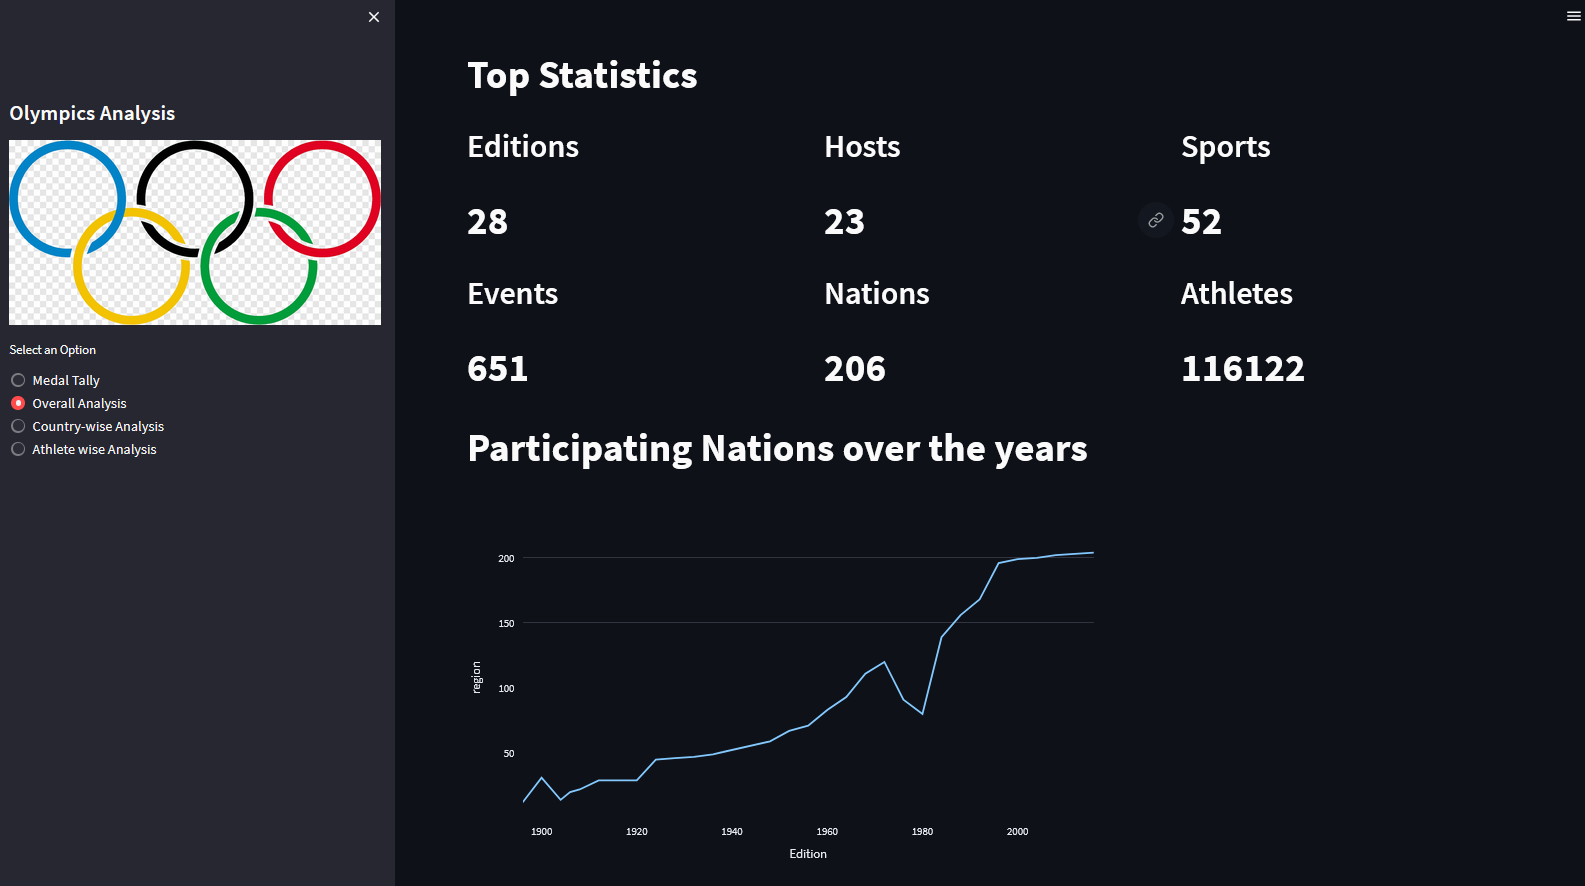 Olympics Analysis
Select an Option
Medal Tally
Overall Analysis
Country-wise Analysis
Athlete wise Analysis
Top Statistics
Editions Hosts Sports
28 23 52
Events Nations Athletes
651 206 116122
Participating Nations over the years
200
150
100
50
region
1900 1920 1940 1960 1980 2000
Edition